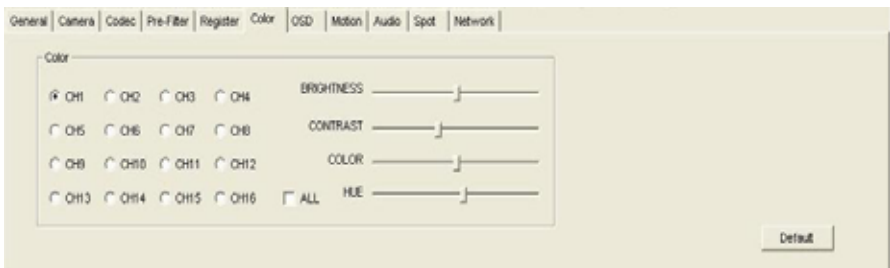 General Camera Codec Pre-Filter Register Color OSD Motion Audio Spot Network
Color
CH1 CH2 CH3 CH4 BRIGHTNESS
CH5 CH6 CH7 CH8 CONTRAST
CH9 CH10 CH11 CH12 COLOR
CH13 CH14 CH15 CH16 ALL HUE
Default